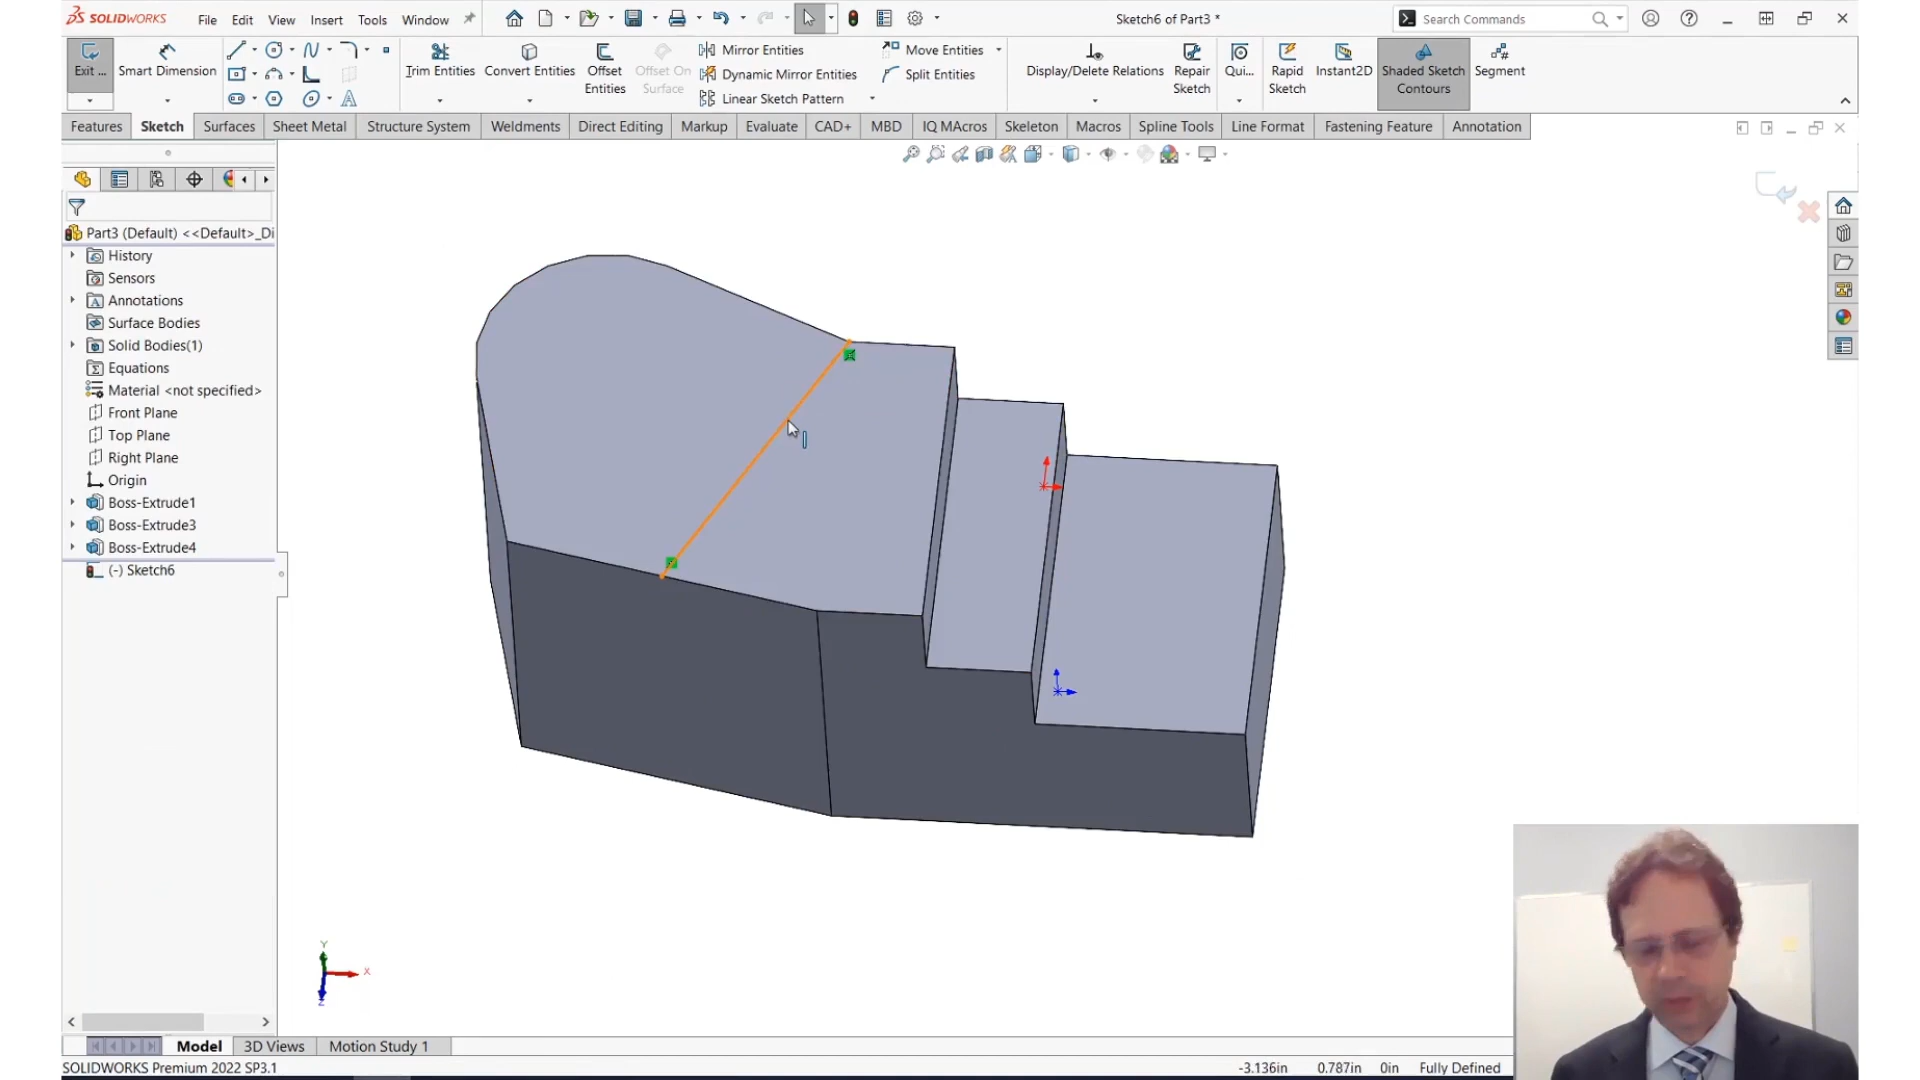 SOLIDWORKS File Edit View Insert Tools Window Sketch6 of Part3 * Search Commands
Exit ... Smart Dimension Trim Entities Convert Entities Offset Entities Offset On Surface Mirror Entities Dynamic Mirror Entities Linear Sketch Pattern Move Entities Split Entities Display/Delete Relations Repair Sketch Qui... Rapid Sketch Instant2D Shaded Sketch Contours Segment
Features Sketch Surfaces Sheet Metal Structure System Weldments Direct Editing Markup Evaluate CAD+ MBD IQ MAcros Skeleton Macros Spline Tools Line Format Fastening Feature Annotation
Part3 (Default) <<Default>_Di
History
Sensors
Annotations
Surface Bodies
Solid Bodies(1)
Equations
Material <not specified>
Front Plane
Top Plane
Right Plane
Origin
Boss-Extrude1
Boss-Extrude3
Boss-Extrude4
(-) Sketch6
Y
X
Z
Model 3D Views Motion Study 1
SOLIDWORKS Premium 2022 SP3.1 -3.136in 0.787in 0in Fully Defined